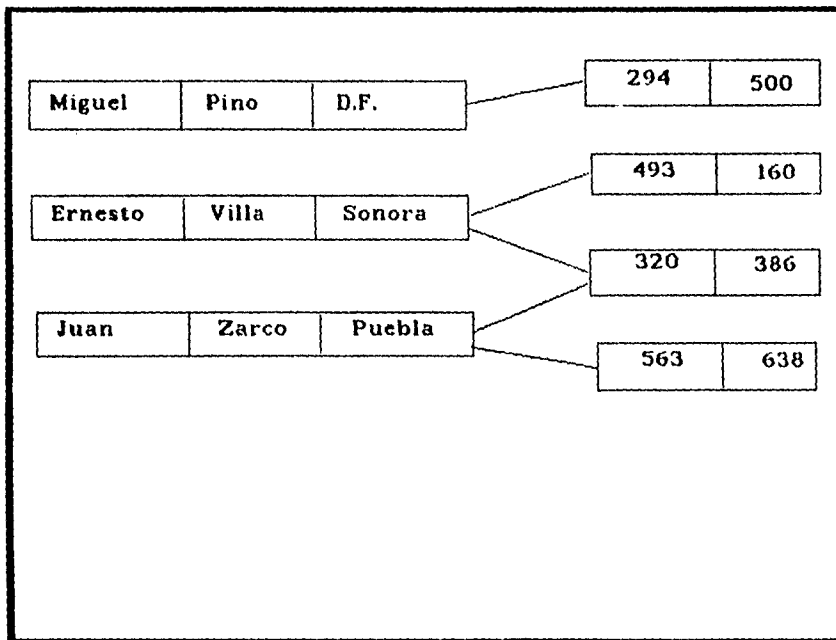 Miguel Pino D.F. 294 500
493 160
Ernesto Villa Sonora
320 386
Juan Zarco Puebla
563 638